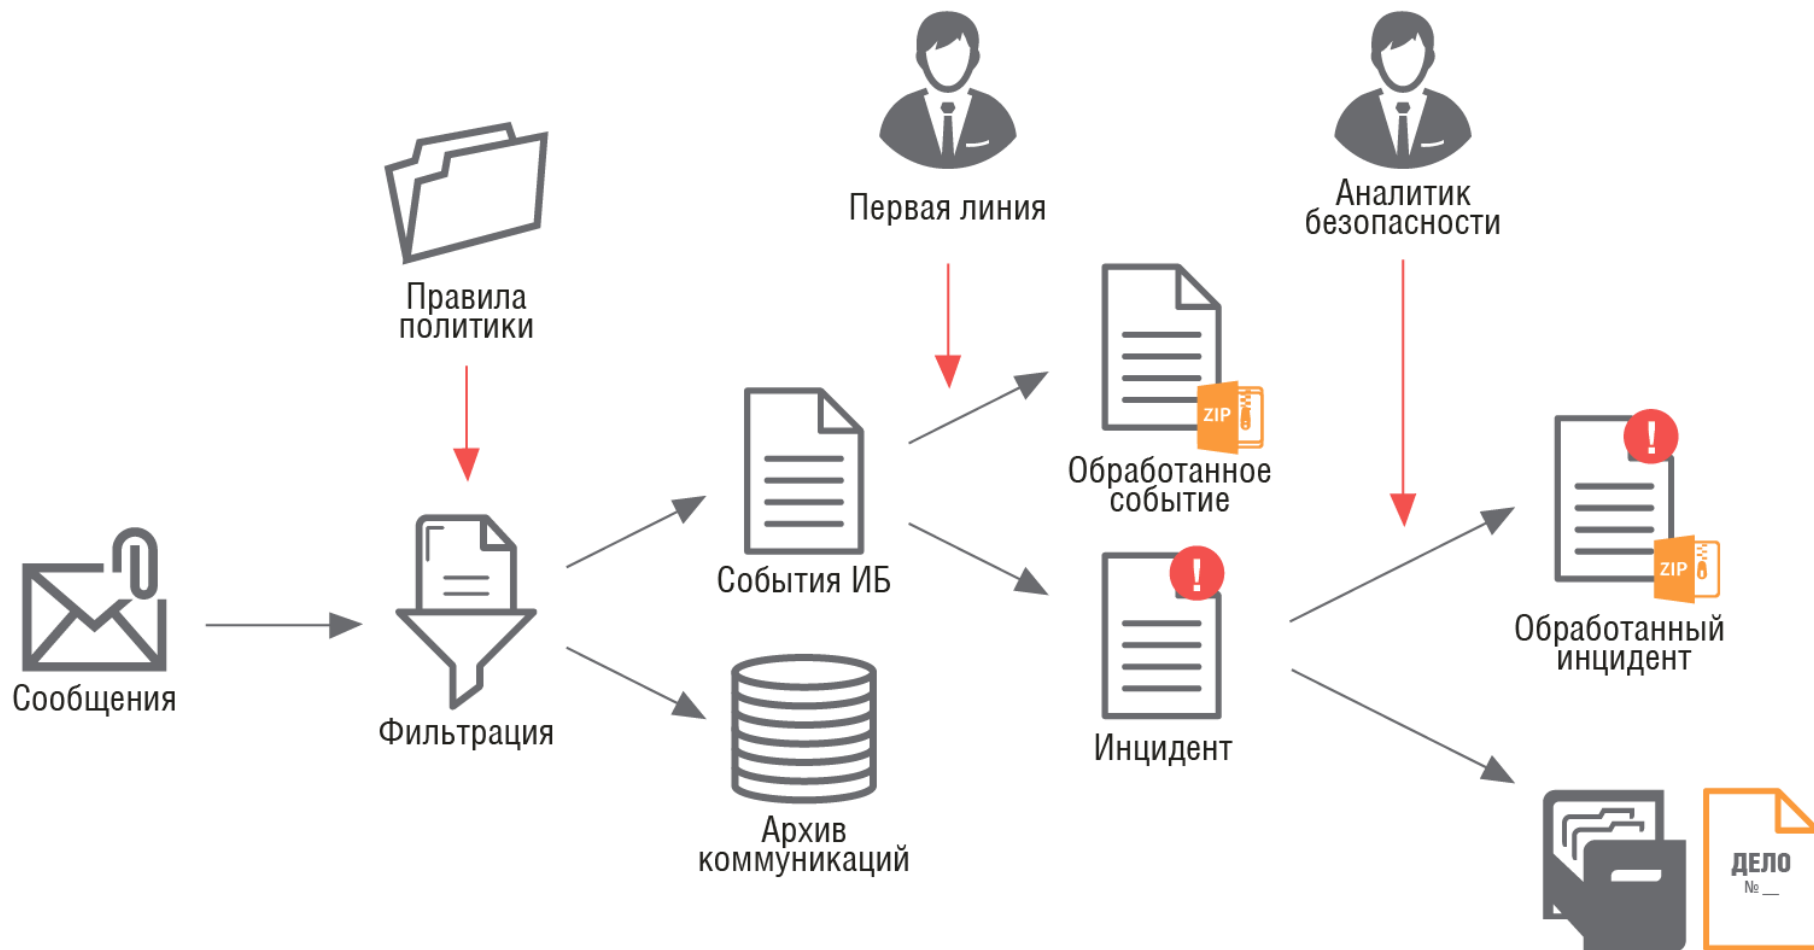 Первая линия
Аналитик
безопасности
Правила
политики
ZIP
Обработанное
событие
!
События ИБ
!
ZIP
Обработанный
инцидент
Сообщения
Фильтрация
Инцидент
Архив
коммуникаций
ДЕЛО
№ __